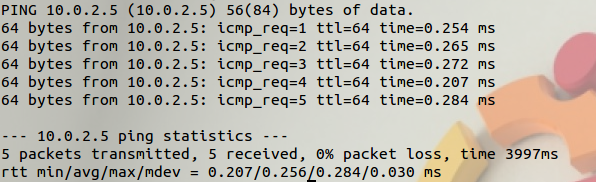 PING 10.0.2.5 (10.0.2.5) 56(84) bytes of data.
64 bytes from 10.0.2.5: icmp_req=1 ttl=64 time=0.254 ms
64 bytes from 10.0.2.5: icmp_req=2 ttl=64 time=0.265 ms
64 bytes from 10.0.2.5: icmp_req=3 ttl=64 time=0.272 ms
64 bytes from 10.0.2.5: icmp_req=4 ttl=64 time=0.207 ms
64 bytes from 10.0.2.5: icmp_req=5 ttl=64 time=0.284 ms
--- 10.0.2.5 ping statistics ---
5 packets transmitted, 5 received, 0% packet loss, time 3997ms
rtt min/avg/max/mdev = 0.207/0.256/0.284/0.030 ms